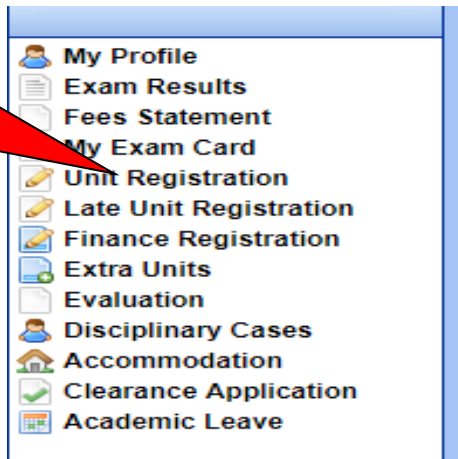 My Profile
Exam Results
Fees Statement
My Exam Card
Unit Registration
Late Unit Registration
Finance Registration
Extra Units
Evaluation
Disciplinary Cases
Accommodation
Clearance Application
Academic Leave